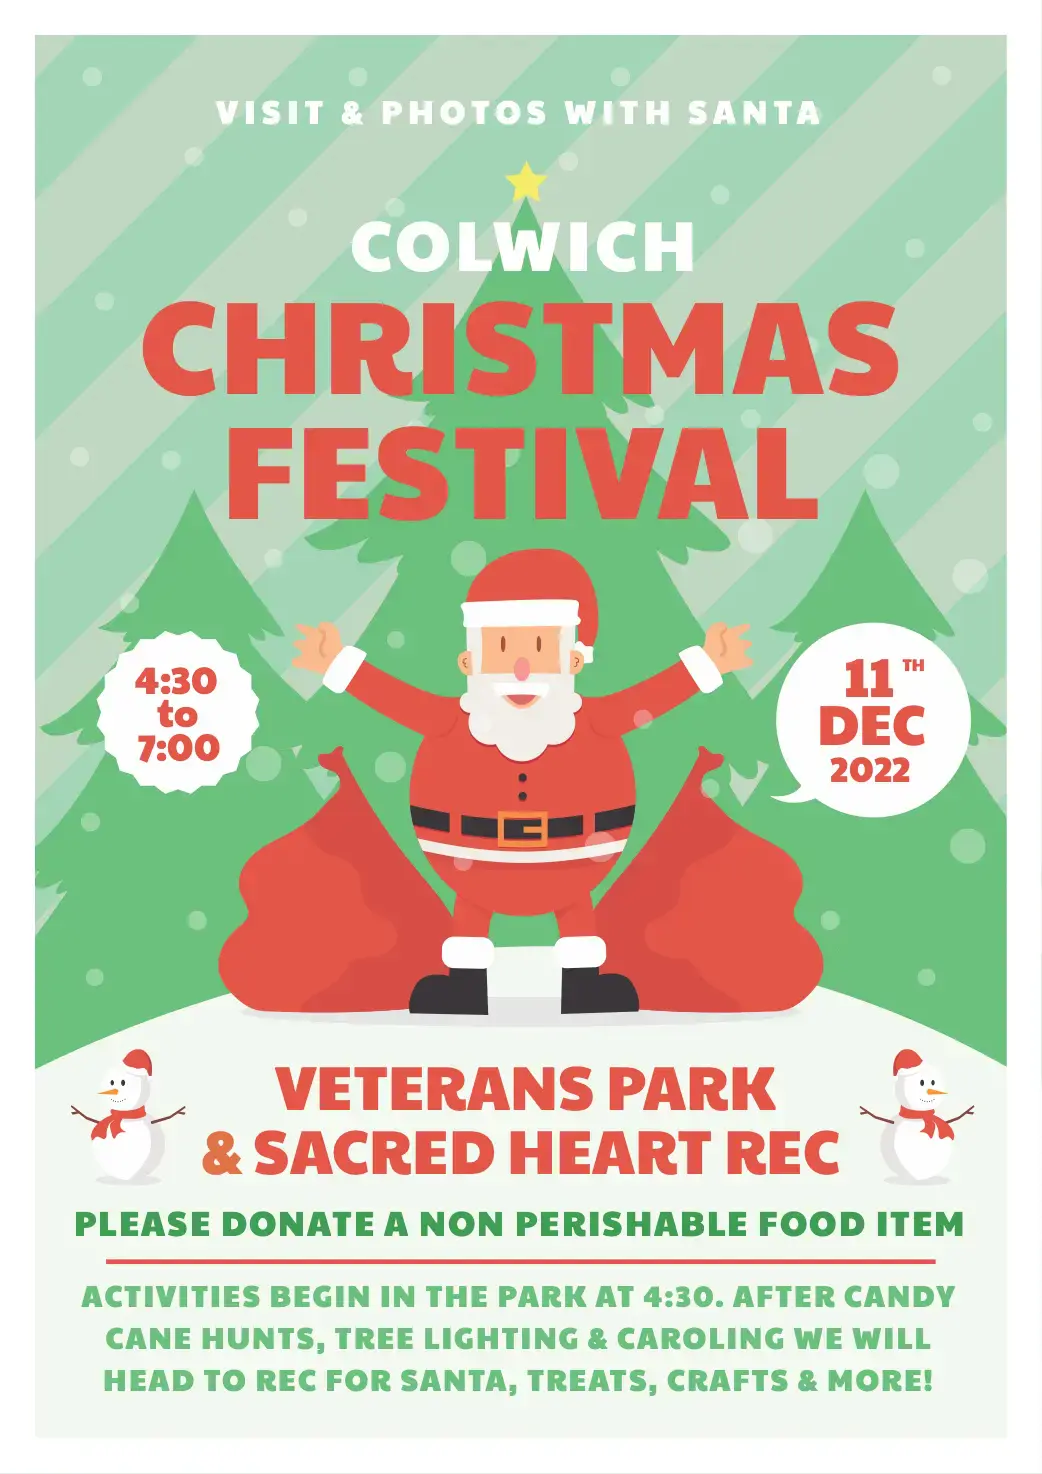 VISIT & PHOTOS WITH SANTA
COLWICH
CHRISTMAS
FESTIVAL
4:30
to
7:00
11 TH
DEC
2022
VETERANS PARK
& SACRED HEART REC
PLEASE DONATE A NON PERISHABLE FOOD ITEM
ACTIVITIES BEGIN IN THE PARK AT 4:30. AFTER CANDY
CANE HUNTS, TREE LIGHTING & CAROLING WE WILL
HEAD TO REC FOR SANTA, TREATS, CRAFTS & MORE!